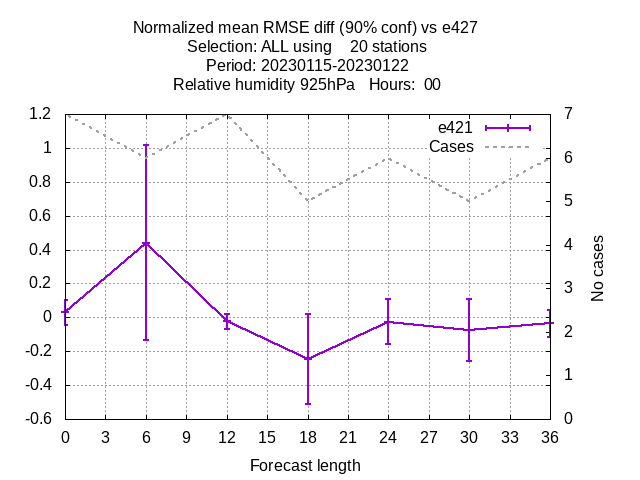 Normalized mean RMSE diff (90% conf) vs e427
Selection: ALL using    20 stations
Period: 20230115-20230122
Relative humidity 925hPa   Hours:  00
1.2
1
0.8
0.6
0.4
0.2
0
-0.2
-0.4
-0.6
7
6
5
4
3
2
1
0
e421
Cases
No cases
0 3 6 9 12 15 18 21 24 27 30 33 36
Forecast length